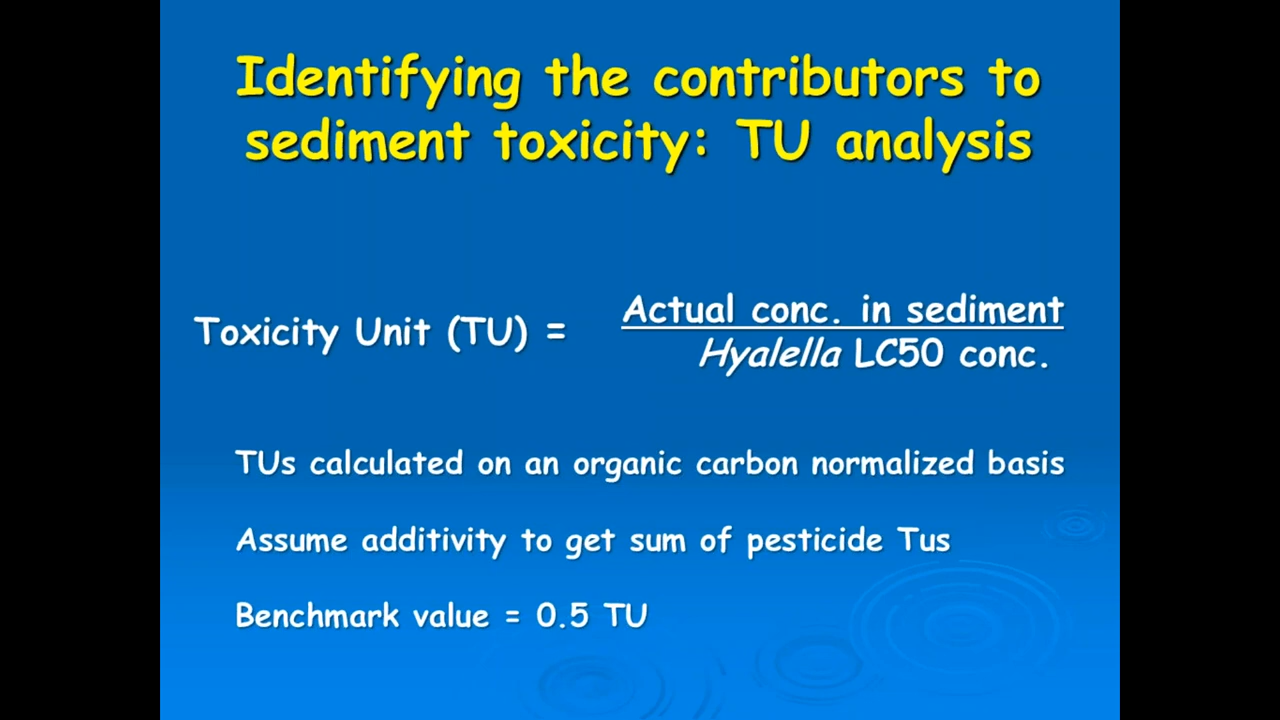 Identifying the contributors to
sediment toxicity: TU analysis
Toxicity Unit (TU) =
Actual conc. in sediment
Hyalella LC50 conc.
TUs calculated on an organic carbon normalized basis
Assume additivity to get sum of pesticide Tus
Benchmark value = 0.5 TU